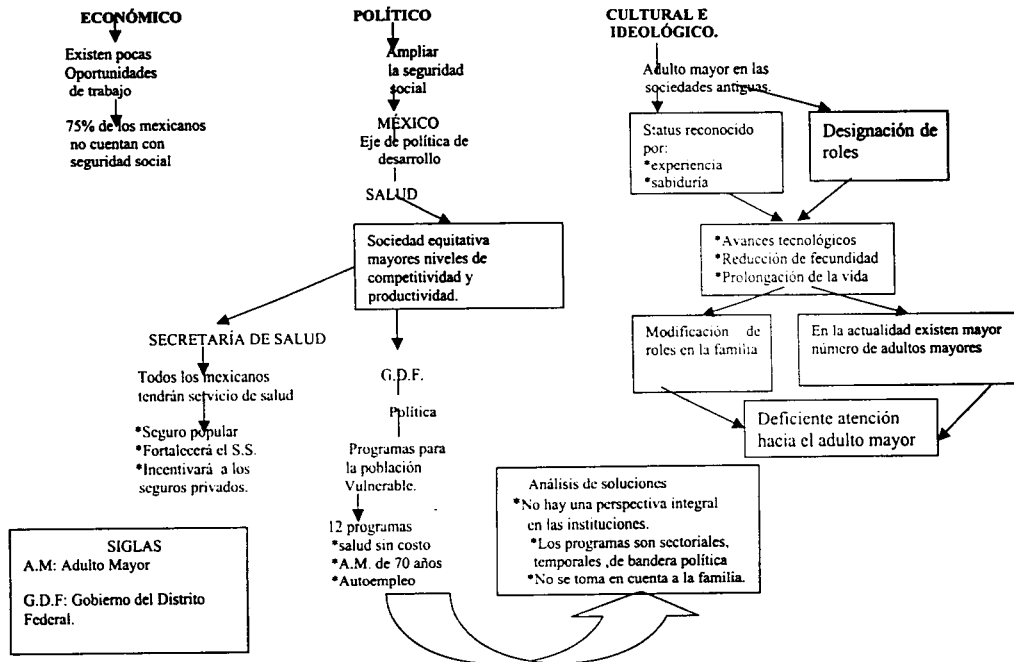 ECONÓMICO
Existen pocas
Oportunidades
de trabajo
75% de los mexicanos
no cuentan con
seguridad social
POLÍTICO
Ampliar
la seguridad
social
MÉXICO
Eje de política de
desarrollo
SALUD
Sociedad equitativa
mayores niveles de
competitividad y
productividad.
SECRETARÍA DE SALUD
Todos los mexicanos
tendrán servicio de salud
*Seguro popular
*Fortalecerá el S.S.
*Incentivará a los
seguros privados.
G.D.F.
Política
Programas para
la población
Vulnerable.
12 programas
*salud sin costo
*A.M. de 70 años
*Autoempleo
CULTURAL E
IDEOLÓGICO.
Adulto mayor en las
sociedades antiguas.
Status reconocido
por:
*experiencia
*sabiduría
Designación de
roles
*Avances tecnológicos
*Reducción de fecundidad
*Prolongación de la vida
Modificación de
roles en la familia
En la actualidad existen mayor
número de adultos mayores
Deficiente atención
hacia el adulto mayor
Análisis de soluciones
*No hay una perspectiva integral
en las instituciones.
*Los programas son sectoriales,
temporales ,de bandera política
*No se toma en cuenta a la familia.
SIGLAS
A.M: Adulto Mayor
G.D.F: Gobierno del Distrito
Federal.